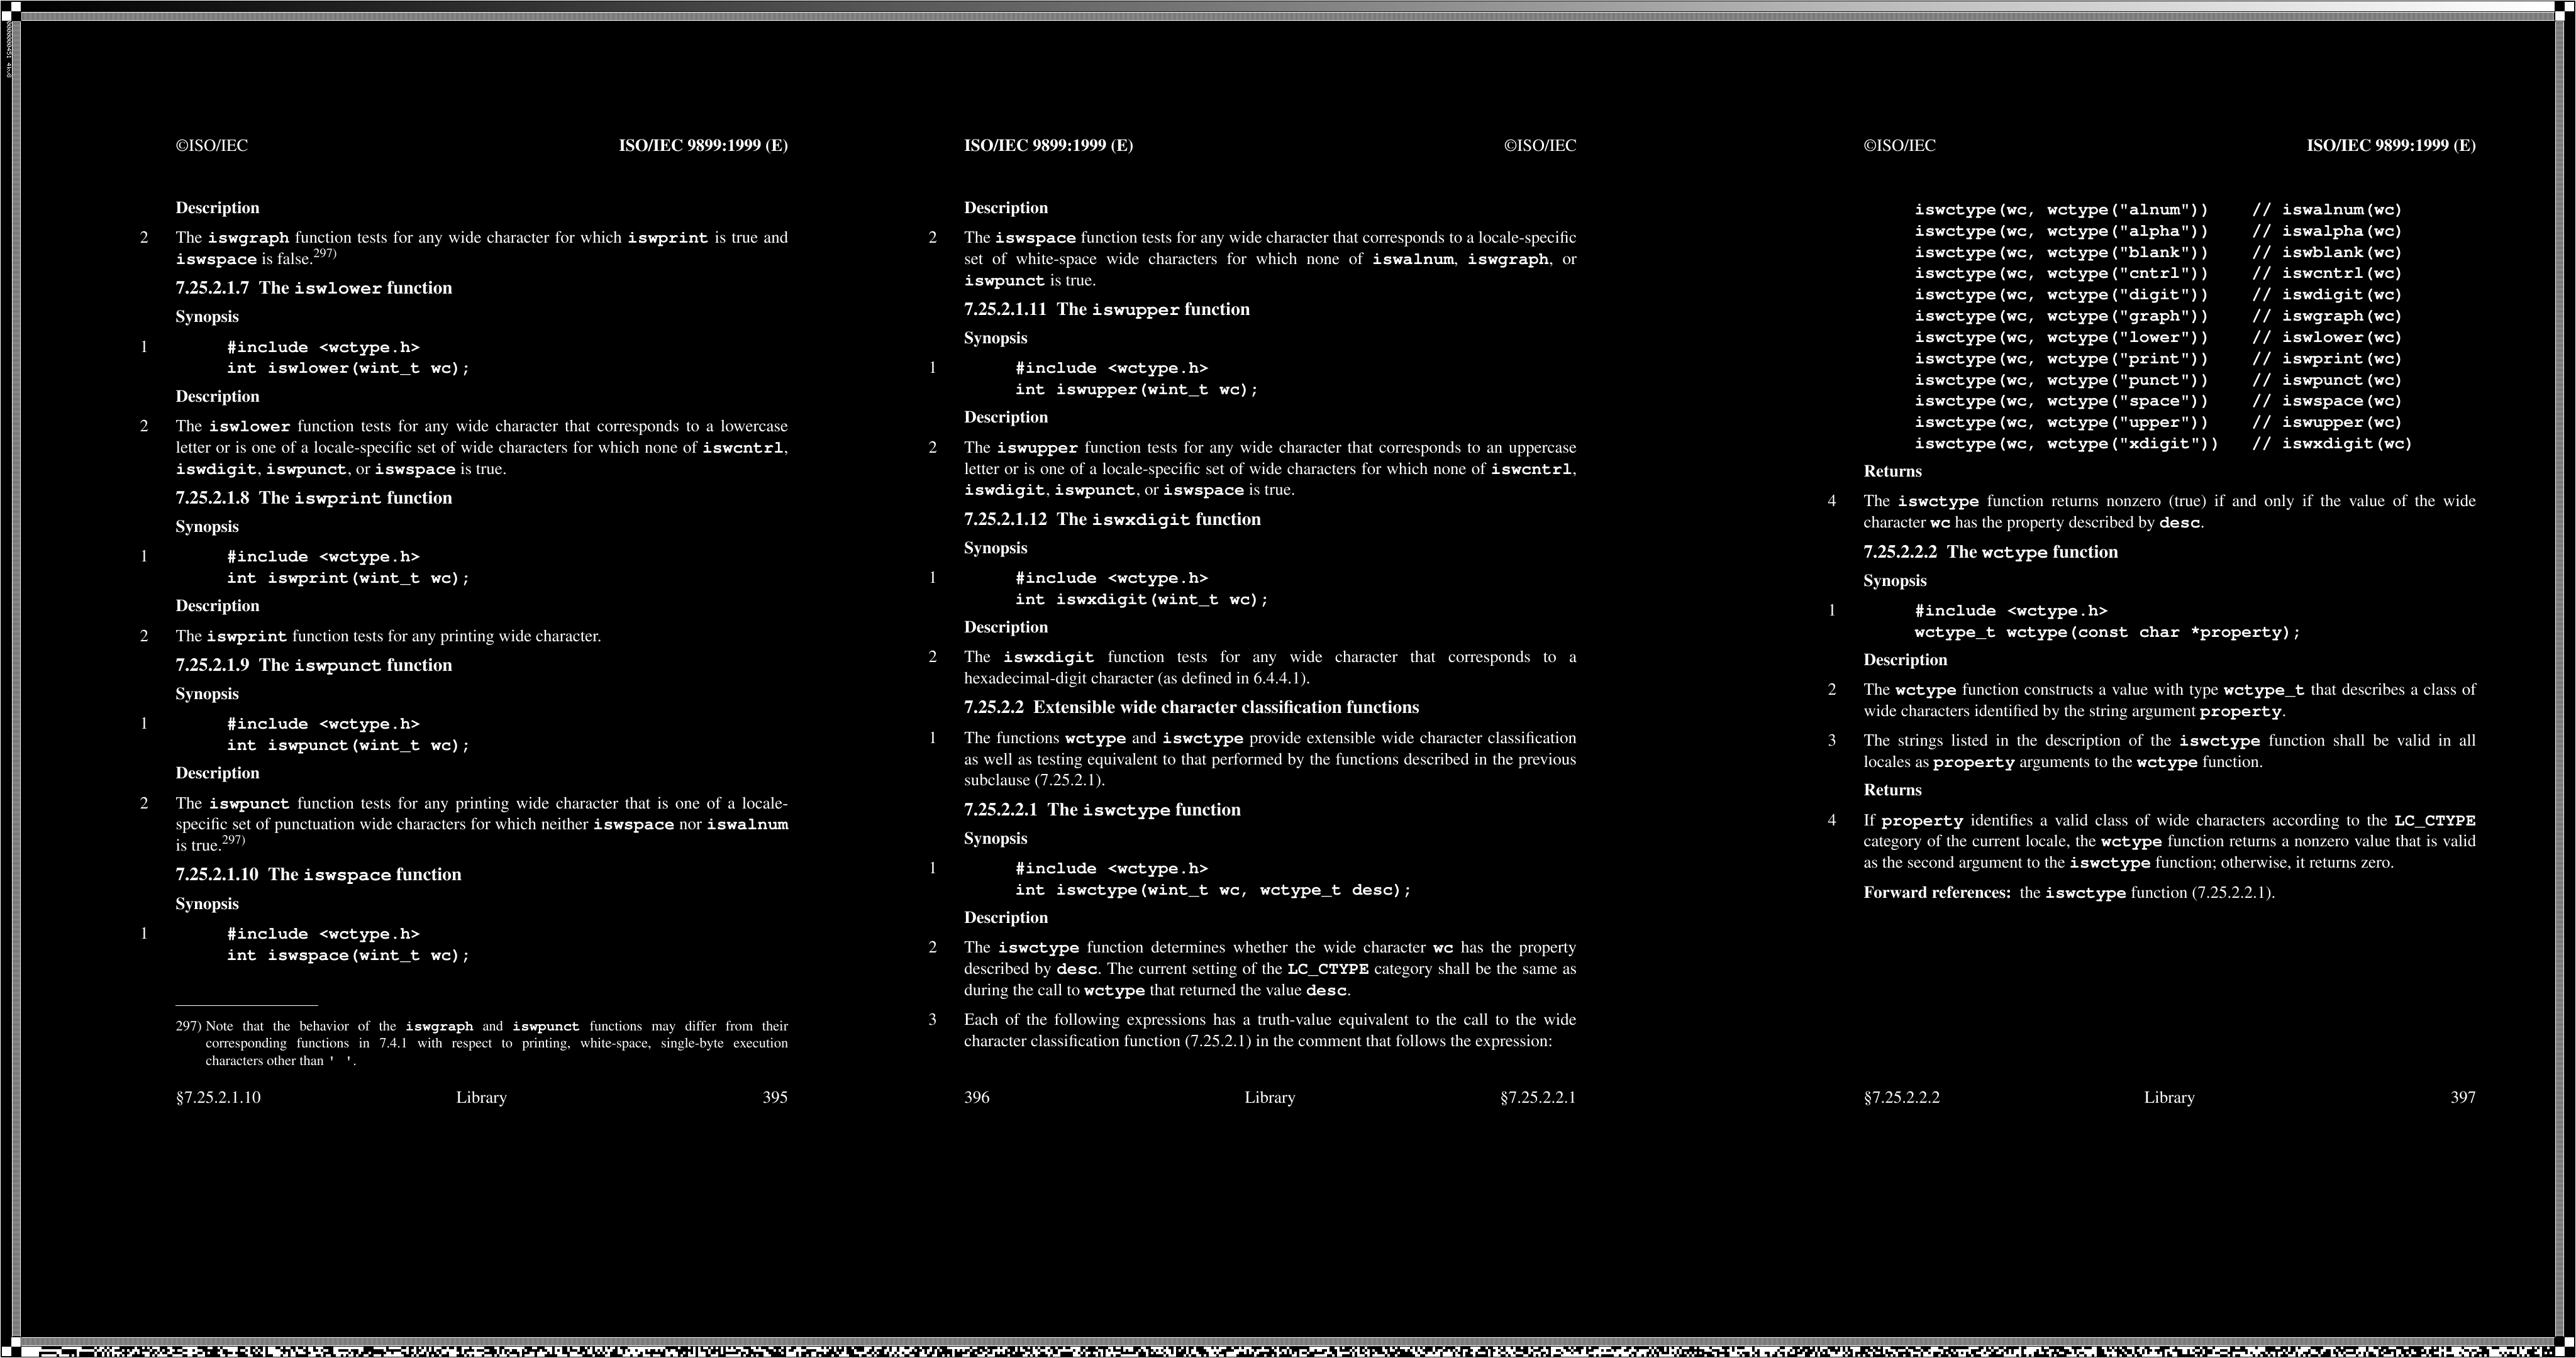 ©ISO/IEC ISO/IEC 9899:1999 (E)
Description
2 The iswgraph function tests for any wide character for which iswprint is true and
iswspace is false.297)
7.25.2.1.7 The iswlower function
Synopsis
1 #include <wctype.h>
int iswlower(wint_t wc);
Description
2 The iswlower function tests for any wide character that corresponds to a lowercase
letter or is one of a locale-specific set of wide characters for which none of iswcntrl,
iswdigit, iswpunct, or iswspace is true.
7.25.2.1.8 The iswprint function
Synopsis
1 #include <wctype.h>
int iswprint(wint_t wc);
Description
2 The iswprint function tests for any printing wide character.
7.25.2.1.9 The iswpunct function
Synopsis
1 #include <wctype.h>
int iswpunct(wint_t wc);
Description
2 The iswpunct function tests for any printing wide character that is one of a locale-
specific set of punctuation wide characters for which neither iswspace nor iswalnum
is true.297)
7.25.2.1.10 The iswspace function
Synopsis
1 #include <wctype.h>
int iswspace(wint_t wc);
297) Note that the behavior of the iswgraph and iswpunct functions may differ from their
corresponding functions in 7.4.1 with respect to printing, white-space, single-byte execution
characters other than ' '.
§7.25.2.1.10 Library 395
ISO/IEC 9899:1999 (E) ©ISO/IEC
Description
2 The iswspace function tests for any wide character that corresponds to a locale-specific
set of white-space wide characters for which none of iswalnum, iswgraph, or
iswpunct is true.
7.25.2.1.11 The iswupper function
Synopsis
1 #include <wctype.h>
int iswupper(wint_t wc);
Description
2 The iswupper function tests for any wide character that corresponds to an uppercase
letter or is one of a locale-specific set of wide characters for which none of iswcntrl,
iswdigit, iswpunct, or iswspace is true.
7.25.2.1.12 The iswxdigit function
Synopsis
1 #include <wctype.h>
int iswxdigit(wint_t wc);
Description
2 The iswxdigit function tests for any wide character that corresponds to a
hexadecimal-digit character (as defined in 6.4.4.1).
7.25.2.2 Extensible wide character classification functions
1 The functions wctype and iswctype provide extensible wide character classification
as well as testing equivalent to that performed by the functions described in the previous
subclause (7.25.2.1).
7.25.2.2.1 The iswctype function
Synopsis
1 #include <wctype.h>
int iswctype(wint_t wc, wctype_t desc);
Description
2 The iswctype function determines whether the wide character wc has the property
described by desc. The current setting of the LC_CTYPE category shall be the same as
during the call to wctype that returned the value desc.
3 Each of the following expressions has a truth-value equivalent to the call to the wide
character classification function (7.25.2.1) in the comment that follows the expression:
396 Library §7.25.2.2.1
©ISO/IEC ISO/IEC 9899:1999 (E)
iswctype(wc, wctype("alnum")) // iswalnum(wc)
iswctype(wc, wctype("alpha")) // iswalpha(wc)
iswctype(wc, wctype("blank")) // iswblank(wc)
iswctype(wc, wctype("cntrl")) // iswcntrl(wc)
iswctype(wc, wctype("digit")) // iswdigit(wc)
iswctype(wc, wctype("graph")) // iswgraph(wc)
iswctype(wc, wctype("lower")) // iswlower(wc)
iswctype(wc, wctype("print")) // iswprint(wc)
iswctype(wc, wctype("punct")) // iswpunct(wc)
iswctype(wc, wctype("space")) // iswspace(wc)
iswctype(wc, wctype("upper")) // iswupper(wc)
iswctype(wc, wctype("xdigit")) // iswxdigit(wc)
Returns
4 The iswctype function returns nonzero (true) if and only if the value of the wide
character wc has the property described by desc.
7.25.2.2.2 The wctype function
Synopsis
1 #include <wctype.h>
wctype_t wctype(const char *property);
Description
2 The wctype function constructs a value with type wctype_t that describes a class of
wide characters identified by the string argument property.
3 The strings listed in the description of the iswctype function shall be valid in all
locales as property arguments to the wctype function.
Returns
4 If property identifies a valid class of wide characters according to the LC_CTYPE
category of the current locale, the wctype function returns a nonzero value that is valid
as the second argument to the iswctype function; otherwise, it returns zero.
Forward references: the iswctype function (7.25.2.2.1).
§7.25.2.2.2 Library 397